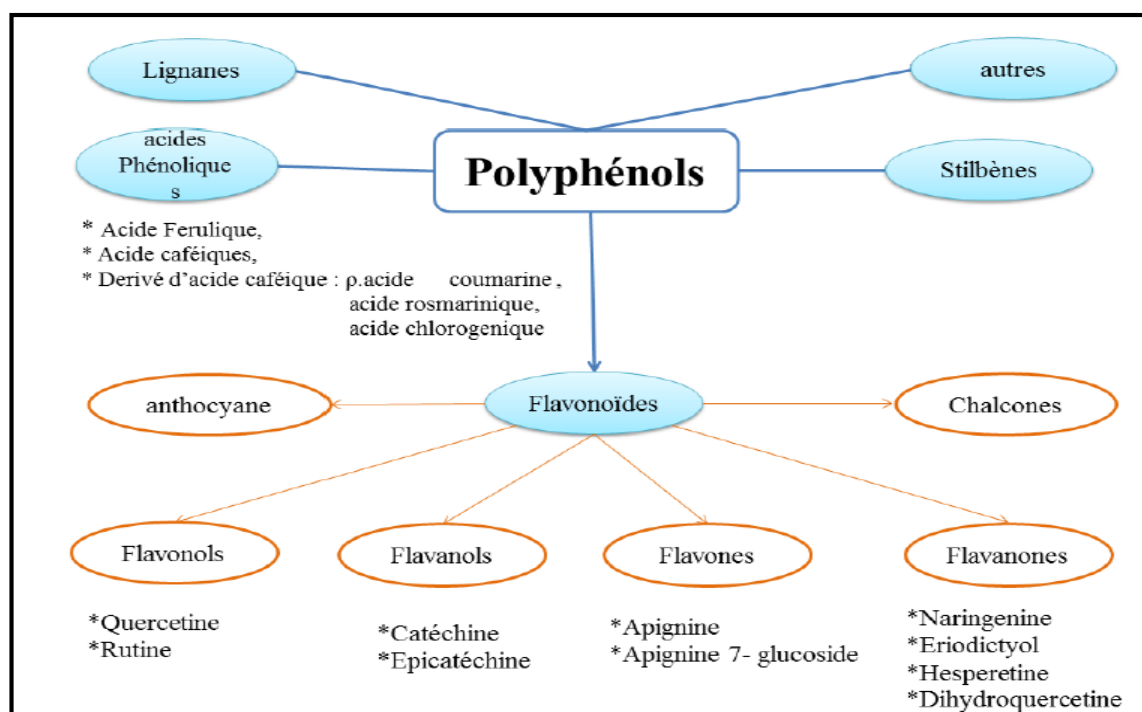 Lignanes
autres
acides
Phénolique
s
Polyphénols
Stilbènes
* Acide Ferulique,
* Acide caféiques,
* Derivé d’acide caféique : ρ.acide coumarine ,
acide rosmarinique,
acide chlorogenique
anthocyane
Flavonoïdes
Chalcones
Flavonols
Flavanols
Flavones
Flavanones
*Quercetine
*Rutine
*Catéchine
*Epicatéchine
*Apignine
*Apignine 7- glucoside
*Naringenine
*Eriodictyol
*Hesperetine
*Dihydroquercetine